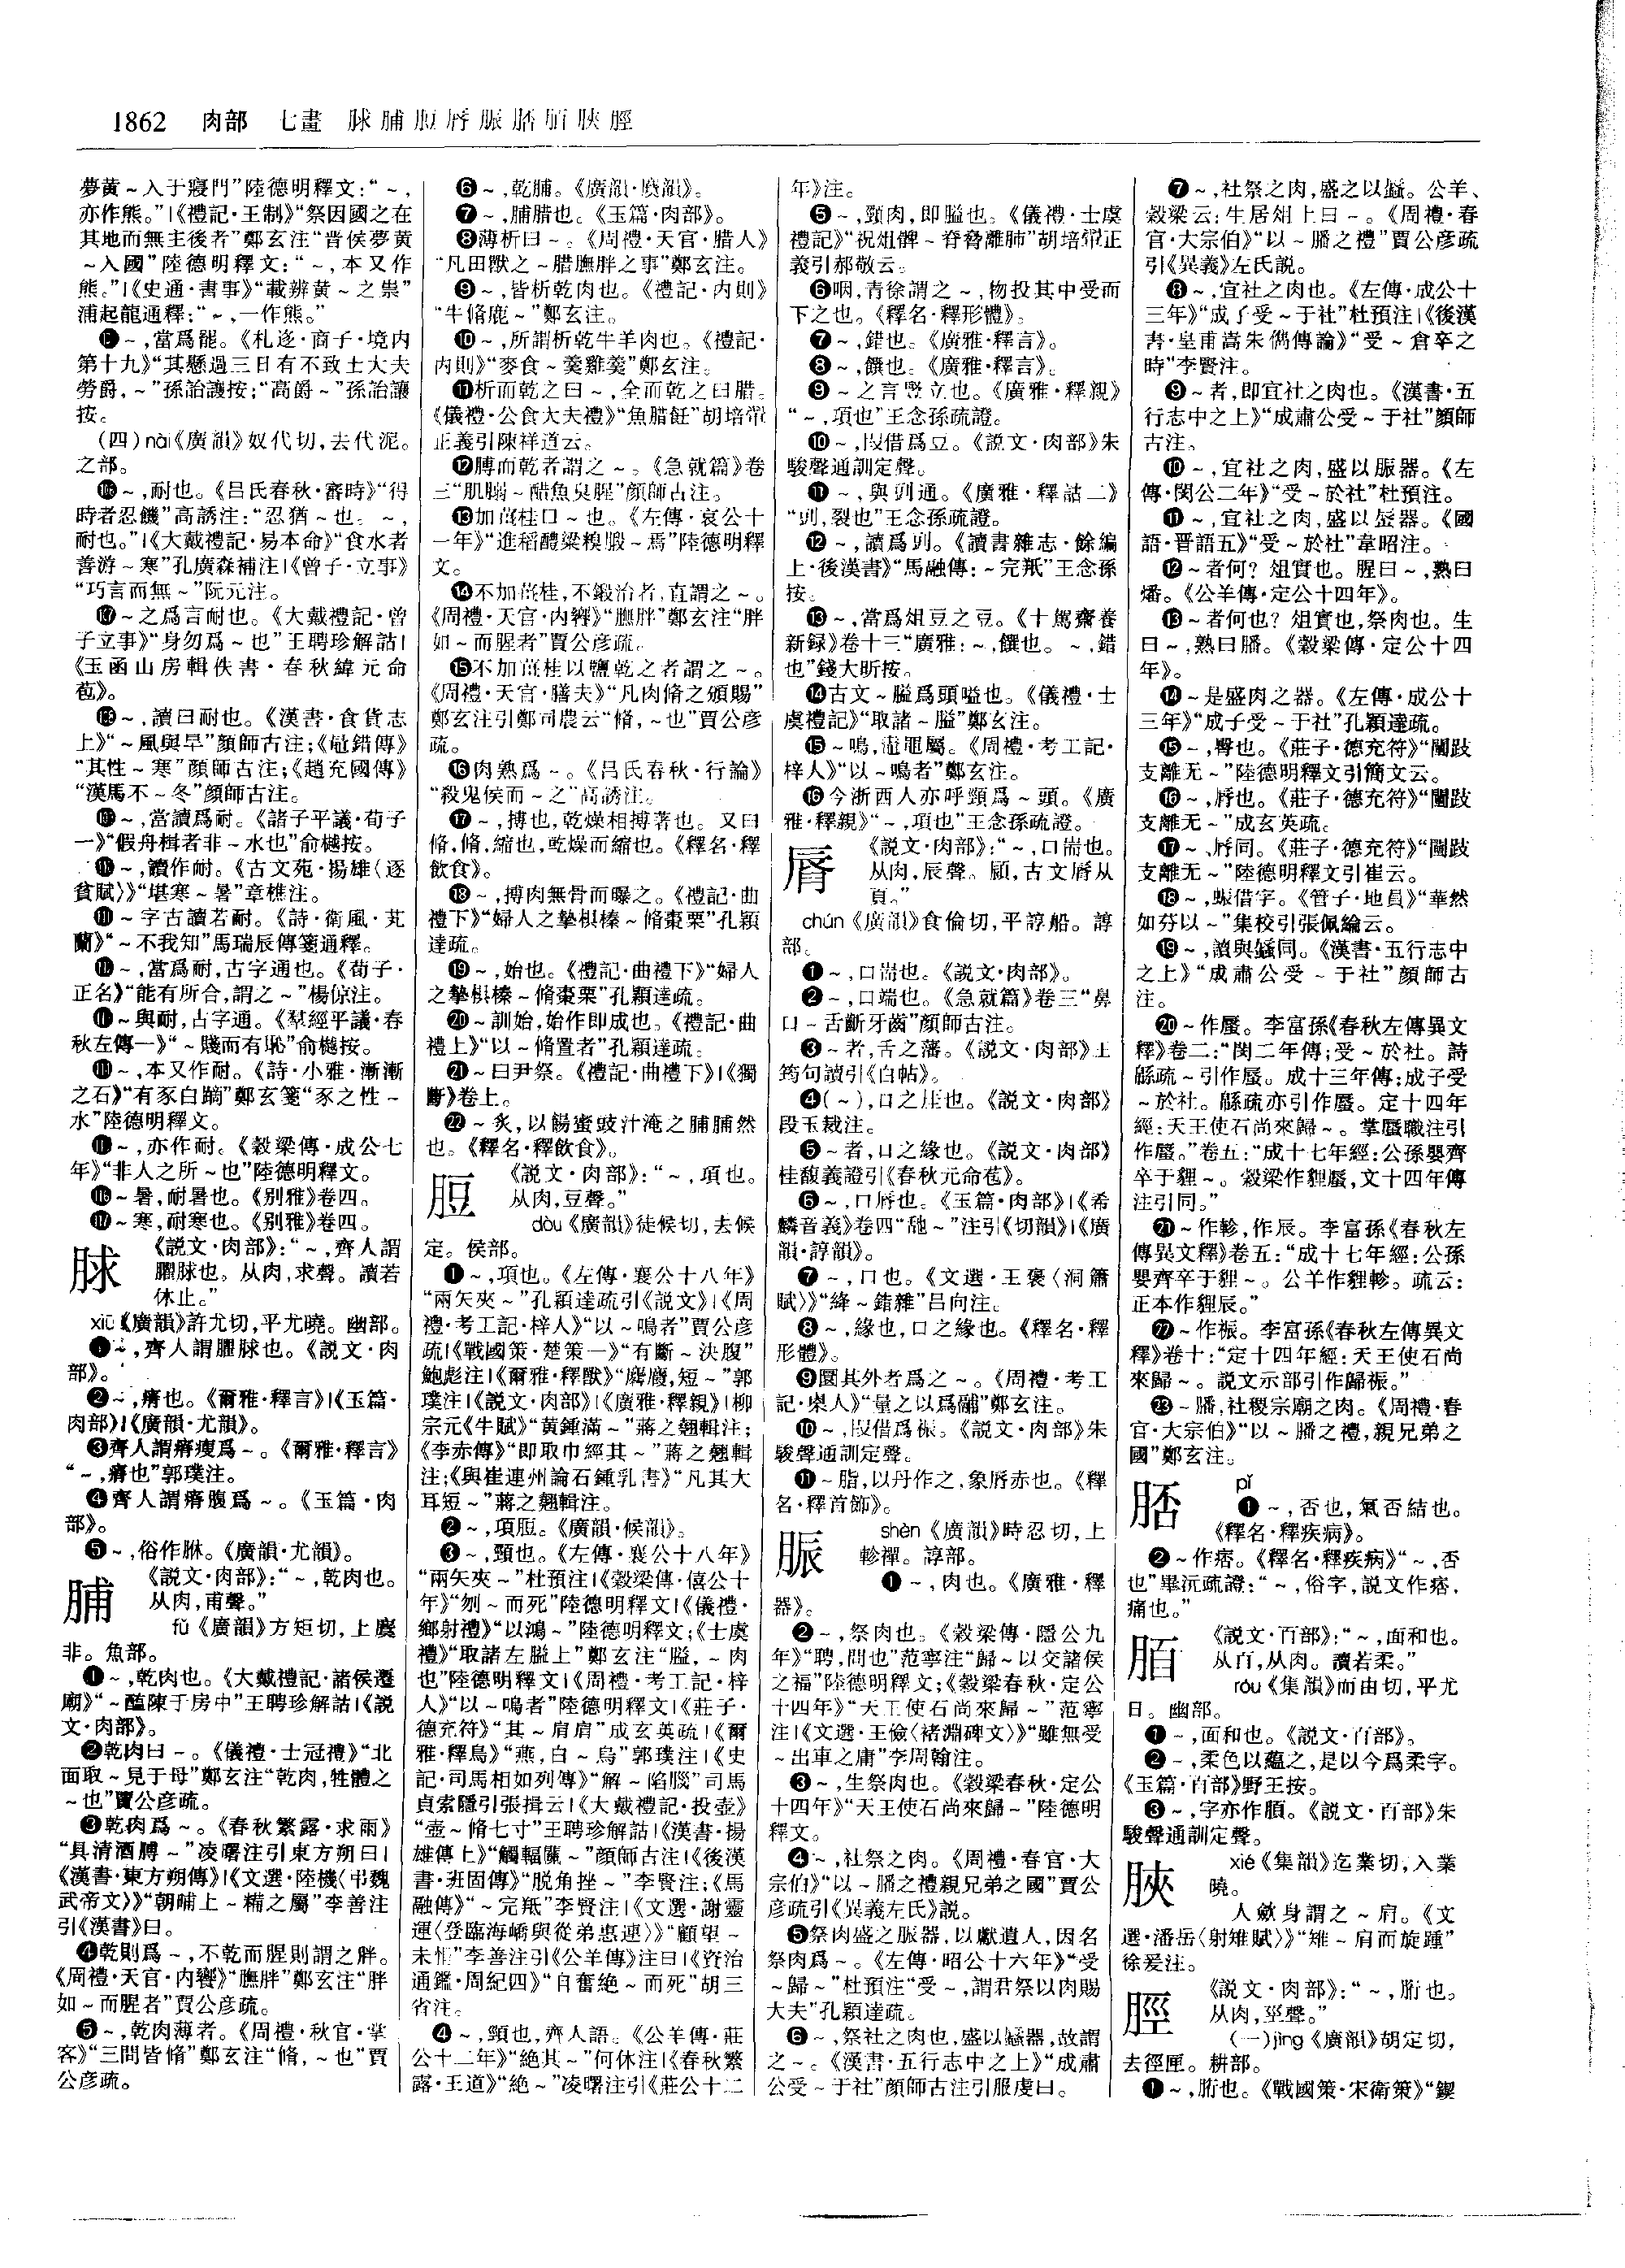 1862 肉部 七畫 脙脯脰脣脤脴脜脥脛
夢黄～入于寢門”陸德明釋文：“～，
亦作熊。”|《禮記·王制》“祭因國之在
其地而無主後者”鄭玄注“晋侯夢黄
～入國”陸德明釋文：“～，本又作
熊。”|《史通·書事》“載辨黄～之祟”
浦起龍通釋：“～，一作熊。”
～，當爲罷。《札迻·商子·境内
第十九》“其懸過三日有不致士大夫
勞爵，～”孫詒讓按；“高爵～”孫詒讓
按。
(四)nài《廣韻》奴代切，去代泥。
之部。
～，耐也。《吕氏春秋·審時》“得
時者忍饑”高誘注：“忍猶～也。～，
耐也。”|《大戴禮記·易本命》“食水者
善游～寒”孔廣森補注|《曾子·立事》
“巧言而無～”阮元注。
～之爲言耐也。《大戴禮記·曾
子立事》“身勿爲～也”王聘珍解詁|
《玉函山房輯佚書·春秋緯元命
苞》。
～，讀曰耐也。《漢書·食貨志
上》“～風與旱”顔師古注；《鼂錯傳》
“其性～寒”顔師古注；《趙充國傳》
“漢馬不～冬”顔師古注。
～，當讀爲耐。《諸子平議·荀子
一》“假舟楫者非～水也”俞樾按。
～，讀作耐。《古文苑·揚雄〈逐
貧賦〉》“堪寒～暑”章樵注。
～字古讀若耐。《詩·衛風·芄
蘭》“～不我知”馬瑞辰傳箋通釋。
～，當爲耐，古字通也。《荀子·
正名》“能有所合，謂之～”楊倞注。
～與耐，古字通。《羣經平議·春
秋左傳一》“～賤而有恥”俞樾按。
～，本又作耐。《詩·小雅·漸漸
之石》“有豕白蹢”鄭玄箋“豕之性～
水”陸德明釋文。
～，亦作耐。《穀梁傳·成公七
年》“非人之所～也”陸德明釋文。
～暑，耐暑也。《别雅》卷四。
～寒，耐寒也。《别雅》卷四。
脙 《説文·肉部》：“～，齊人謂
臞脙也。从肉，求聲。讀若
休止。”
xiū《廣韻》許尤切，平尤曉。幽部。
❶～，齊人謂臞脙也。《説文·肉
部》。
❷～，瘠也。《爾雅·釋言》|《玉篇·
肉部》|《廣韻·尤韻》。
❸齊人謂瘠瘦爲～。《爾雅·釋言》
“～，瘠也”郭璞注。
❹齊人謂瘠腹爲～。《玉篇·肉
部》。
❺～，俗作脒。《廣韻·尤韻》。
脯 《説文·肉部》：“～，乾肉也。
从肉，甫聲。”
fǔ《廣韻》方矩切，上麌
非。魚部。
❶～，乾肉也。《大戴禮記·諸侯遷
廟》“～醢陳于房中”王聘珍解詁|《説
文·肉部》。
❷乾肉曰～。《儀禮·士冠禮》“北
面取～見于母”鄭玄注“乾肉，牲體之
～也”賈公彦疏。
❸乾肉爲～。《春秋繁露·求雨》
“具清酒膊～”凌曙注引東方朔曰|
《漢書·東方朔傳》|《文選·陸機〈弔魏
武帝文〉》“朝晡上～糒之屬”李善注
引《漢書》曰。
❹乾則爲～，不乾而腥則謂之胖。
《周禮·天官·内饔》“膴胖”鄭玄注“胖
如～而腥者”賈公彦疏。
❺～，乾肉薄者。《周禮·秋官·掌
客》“三問皆脩”鄭玄注“脩，～也”賈
公彦疏。
❻～，乾脯。《廣韻·麌韻》。
❼～，脯腊也。《玉篇·肉部》。
❽薄析曰～。《周禮·天官·腊人》
“凡田獸之～腊膴胖之事”鄭玄注。
❾～，皆析乾肉也。《禮記·内則》
“牛脩鹿～”鄭玄注。
❿～，所謂析乾牛羊肉也。《禮記·
内則》“麥食～羹雞羹”鄭玄注。
⓫析而乾之曰～，全而乾之曰腊。
《儀禮·公食大夫禮》“魚腊飪”胡培翬
正義引陳祥道云。
⓬膊而乾者謂之～。《急就篇》卷
三“肌腸～腊魚臭腥”顔師古注。
⓭加薑桂曰～也。《左傳·哀公十
一年》“進稻醴粱糗腶～焉”陸德明釋
文。
⓮不加薑桂，不鍛治者，直謂之～。
《周禮·天官·内饔》“膴胖”鄭玄注“胖
如～而腥者”賈公彦疏。
⓯不加薑桂以鹽乾之者謂之～。
《周禮·天官·膳夫》“凡肉脩之頒賜”
鄭玄注引鄭司農云“脩，～也”賈公彦
疏。
⓰肉熟爲～。《吕氏春秋·行論》
“殺鬼侯而～之”高誘注。
⓱～，搏也，乾燥相搏著也。又曰
脩，脩，縮也，乾燥而縮也。《釋名·釋
飲食》。
⓲～，搏肉無骨而曝之。《禮記·曲
禮下》“婦人之摯椇榛～脩棗栗”孔穎
達疏。
⓳～，始也。《禮記·曲禮下》“婦人
之摯椇榛～脩棗栗”孔穎達疏。
⓴～訓始，始作即成也。《禮記·曲
禮上》“以～脩置者”孔穎達疏。
㉑～曰尹祭。《禮記·曲禮下》|《獨
斷》卷上。
㉒～炙，以餳蜜豉汁淹之脯脯然
也。《釋名·釋飲食》。
脰 《説文·肉部》：“～，項也。
从肉，豆聲。”
dòu《廣韻》徒候切，去候
定。侯部。
❶～，項也。《左傳·襄公十八年》
“兩矢夾～”孔穎達疏引《説文》|《周
禮·考工記·梓人》“以～鳴者”賈公彦
疏|《戰國策·楚策一》“有斷～決腹”
鮑彪注|《爾雅·釋獸》“麔麚，短～”郭
璞注|《説文·肉部》|《廣雅·釋親》|柳
宗元《牛賦》“黄鍾滿～”蔣之翹輯注；
《李赤傳》“即取巾經其～”蔣之翹輯
注；《與崔連州論石鍾乳書》“凡其大
耳短～”蔣之翹輯注。
❷～，項脰。《廣韻·候韻》。
❸～，頸也。《左傳·襄公十八年》
“兩矢夾～”杜預注|《穀梁傳·僖公十
年》“刎～而死”陸德明釋文|《儀禮·
鄉射禮》“以鴻～”陸德明釋文；《士虞
禮》“取諸左膉上”鄭玄注“膉，～肉
也”陸德明釋文|《周禮·考工記·梓
人》“以～鳴者”陸德明釋文|《莊子·
德充符》“其～肩肩”成玄英疏|《爾
雅·釋鳥》“燕，白～烏”郭璞注|《史
記·司馬相如列傳》“解～陷腦”司馬
貞索隱引張揖云|《大戴禮記·投壺》
“壺～脩七寸”王聘珍解詁|《漢書·揚
雄傳上》“觸輻關～”顔師古注|《後漢
書·班固傳》“脱角挫～”李賢注；《馬
融傳》“～完羝”李賢注|《文選·謝靈
運〈登臨海嶠與從弟惠連〉》“顧望～
未悁”李善注引《公羊傳》注曰|《資治
通鑑·周紀四》“自奮絶～而死”胡三
省注。
❹～，頸也，齊人語。《公羊傳·莊
公十二年》“絶其～”何休注|《春秋繁
露·王道》“絶～”凌曙注引《莊公十二
年》注。
❺～，頸肉，即膉也。《儀禮·士虞
禮記》“祝俎髀～脊脅離肺”胡培翬正
義引郝敬云。
❻咽，青徐謂之～，物投其中受而
下之也。《釋名·釋形體》。
❼～，錯也。《廣雅·釋言》。
❽～，饌也。《廣雅·釋言》。
❾～之言豎立也。《廣雅·釋親》
“～，項也”王念孫疏證。
❿～，叚借爲豆。《説文·肉部》朱
駿聲通訓定聲。
⓫～，與剅通。《廣雅·釋詁二》
“剅，裂也”王念孫疏證。
⓬～，讀爲剅。《讀書雜志·餘編
上·後漢書》“馬融傳：～完羝”王念孫
按。
⓭～，當爲俎豆之豆。《十駕齋養
新録》卷十三“廣雅：～，饌也。～，錯
也”錢大昕按。
⓮古文～膉爲頭嗌也。《儀禮·士
虞禮記》“取諸～膉”鄭玄注。
⓯～鳴，鼃黽屬。《周禮·考工記·
梓人》“以～鳴者”鄭玄注。
⓰今浙西人亦呼頸爲～頭。《廣
雅·釋親》“～，項也”王念孫疏證。
脣 《説文·肉部》：“～，口耑也。
从肉，辰聲。顧，古文脣从
頁。”
chún《廣韻》食倫切，平諄船。諄
部。
❶～，口耑也。《説文·肉部》。
❷～，口端也。《急就篇》卷三“鼻
口～舌齗牙齒”顔師古注。
❸～者，舌之藩。《説文·肉部》王
筠句讀引《白帖》。
❹(～)，口之厓也。《説文·肉部》
段玉裁注。
❺～者，口之緣也。《説文·肉部》
桂馥義證引《春秋元命苞》。
❻～，口脣也。《玉篇·肉部》|《希
麟音義》卷四“㖞～”注引《切韻》|《廣
韻·諄韻》。
❼～，口也。《文選·王褒〈洞簫
賦〉》“絳～錯雜”吕向注。
❽～，緣也，口之緣也。《釋名·釋
形體》。
❾圜其外者爲之～。《周禮·考工
記·㮚人》“量之以爲鬴”鄭玄注。
❿～，叚借爲㖘。《説文·肉部》朱
駿聲通訓定聲。
⓫～脂，以丹作之，象脣赤也。《釋
名·釋首飾》。
脤 shèn《廣韻》時忍切，上
軫禪。諄部。
❶～，肉也。《廣雅·釋
器》。
❷～，祭肉也。《穀梁傳·隱公九
年》“聘，問也”范寧注“歸～以交諸侯
之福”陸德明釋文；《穀梁春秋·定公
十四年》“天王使石尚來歸～”范寧
注|《文選·王儉〈褚淵碑文〉》“雖無受
～出車之庸”李周翰注。
❸～，生祭肉也。《穀梁春秋·定公
十四年》“天王使石尚來歸～”陸德明
釋文。
❹～，社祭之肉。《周禮·春官·大
宗伯》“以～膰之禮親兄弟之國”賈公
彦疏引《異義左氏》説。
❺祭肉盛之脤器，以獻遺人，因名
祭肉爲～。《左傳·昭公十六年》“受
～歸～”杜預注“受～，謂君祭以肉賜
大夫”孔穎達疏。
❻～，祭社之肉也，盛以蜃器，故謂
之～。《漢書·五行志中之上》“成肅
公受～于社”顔師古注引服虔曰。
❼～，社祭之肉，盛之以蜃。公羊、
穀梁云：生居俎上曰～。《周禮·春
官·大宗伯》“以～膰之禮”賈公彦疏
引《異義》左氏説。
❽～，宜社之肉也。《左傳·成公十
三年》“成子受～于社”杜預注|《後漢
書·皇甫嵩朱儁傳論》“受～倉卒之
時”李賢注。
❾～者，即宜社之肉也。《漢書·五
行志中之上》“成肅公受～于社”顔師
古注。
❿～，宜社之肉，盛以脤器。《左
傳·閔公二年》“受～於社”杜預注。
⓫～，宜社之肉，盛以蜃器。《國
語·晋語五》“受～於社”韋昭注。
⓬～者何？俎實也。腥曰～，熟曰
燔。《公羊傳·定公十四年》。
⓭～者何也？俎實也，祭肉也。生
曰～，熟曰膰。《穀梁傳·定公十四
年》。
⓮～是盛肉之器。《左傳·成公十
三年》“成子受～于社”孔穎達疏。
⓯～，臀也。《莊子·德充符》“闉跂
支離无～”陸德明釋文引簡文云。
⓰～，脣也。《莊子·德充符》“闉跂
支離无～”成玄英疏。
⓱～，脣同。《莊子·德充符》“闉跂
支離无～”陸德明釋文引崔云。
⓲～，蜄借字。《管子·地員》“華然
如芬以～”集校引張佩綸云。
⓳～，讀與蜃同。《漢書·五行志中
之上》“成肅公受～于社”顔師古
注。
⓴～作蜃。李富孫《春秋左傳異文
釋》卷二：“閔二年傳；受～於社。詩
緜疏～引作蜃。成十三年傳；成子受
～於社。緜疏亦引作蜃。定十四年
經：天王使石尚來歸～。掌蜃職注引
作蜃。”卷五：“成十七年經：公孫嬰齊
卒于貍～。穀梁作貍蜃，文十四年傳
注引同。”
㉑～作軫，作辰。李富孫《春秋左
傳異文釋》卷五：“成十七年經：公孫
嬰齊卒于貍～。公羊作貍軫。疏云：
正本作貍辰。”
㉒～作祳。李富孫《春秋左傳異文
釋》卷十：“定十四年經：天王使石尚
來歸～。説文示部引作歸祳。”
㉓～膰，社稷宗廟之肉。《周禮·春
官·大宗伯》“以～膰之禮，親兄弟之
國”鄭玄注。
脴 pǐ
❶～，否也，氣否結也。
《釋名·釋疾病》。
❷～作痞。《釋名·釋疾病》“～，否
也”畢沅疏證：“～，俗字，説文作痞，
痛也。”
脜 《説文·𦣻部》：“～，面和也。
从𦣻，从肉。讀若柔。”
róu《集韻》而由切，平尤
日。幽部。
❶～，面和也。《説文·𦣻部》。
❷～，柔色以藴之，是以今爲柔字。
《玉篇·𦣻部》野王按。
❸～，字亦作腬。《説文·𦣻部》朱
駿聲通訓定聲。
脥 xié《集韻》迄業切，入業
曉。
人斂身謂之～肩。《文
選·潘岳〈射雉賦〉》“雉～肩而旋踵”
徐爰注。
脛 《説文·肉部》：“～，胻也。
从肉，巠聲。”
(一)jìng《廣韻》胡定切，
去徑匣。耕部。
❶～，胻也。《戰國策·宋衛策》“鍥